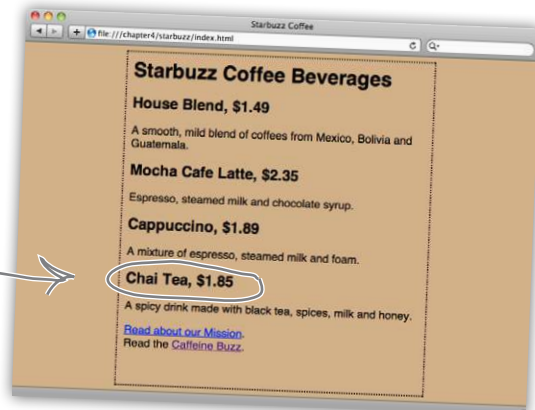 Starbuzz Coffee
file:///chapter4/starbuzz/index.html
Starbuzz Coffee Beverages
House Blend, $1.49
A smooth, mild blend of coffees from Mexico, Bolivia and
Guatemala.
Mocha Cafe Latte, $2.35
Espresso, steamed milk and chocolate syrup.
Cappuccino, $1.89
A mixture of espresso, steamed milk and foam.
Chai Tea, $1.85
A spicy drink made with black tea, spices, milk and honey.
Read about our Mission.
Read the Caffeine Buzz.